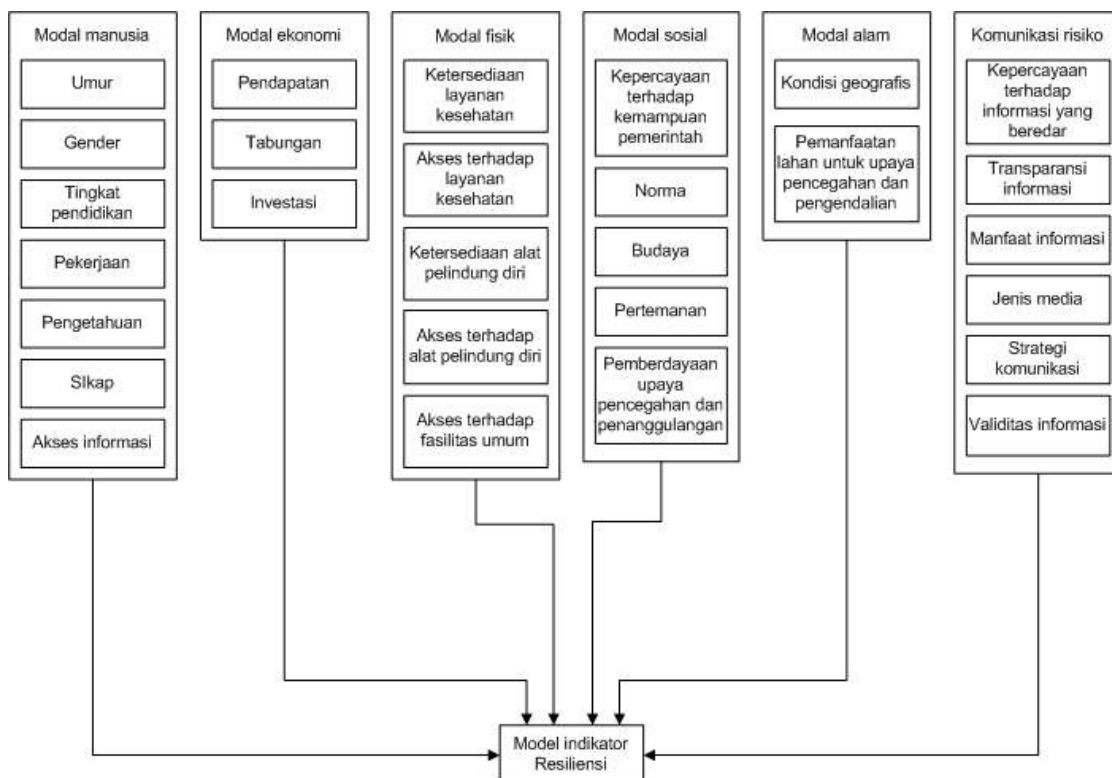 Modal manusia
Umur
Gender
Tingkat
pendidikan
Pekerjaan
Pengetahuan
SIkap
Akses informasi
Modal ekonomi
Pendapatan
Tabungan
Investasi
Modal fisik
Ketersediaan
layanan
kesehatan
Akses terhadap
layanan
kesehatan
Ketersediaan alat
pelindung diri
Akses terhadap
alat pelindung diri
Akses terhadap
fasilitas umum
Modal sosial
Kepercayaan
terhadap
kemampuan
pemerintah
Norma
Budaya
Pertemanan
Pemberdayaan
upaya
pencegahan dan
penanggulangan
Modal alam
Kondisi geografis
Pemanfaatan
lahan untuk upaya
pencegahan dan
pengendalian
Komunikasi risiko
Kepercayaan
terhadap
informasi yang
beredar
Transparansi
informasi
Manfaat informasi
Jenis media
Strategi
komunikasi
Validitas informasi
Model indikator
Resiliensi